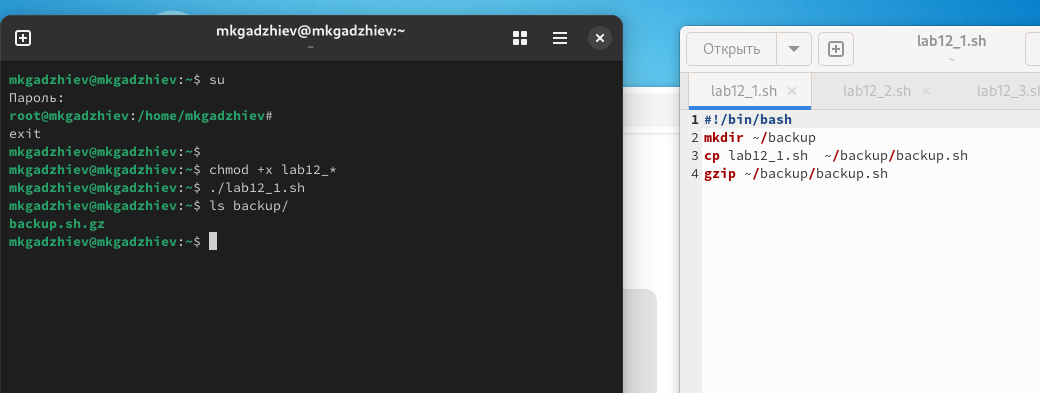 mkgadzhiev@mkgadzhiev:~
~
mkgadzhiev@mkgadzhiev:~$ su
Пароль:
root@mkgadzhiev:/home/mkgadzhiev#
exit
mkgadzhiev@mkgadzhiev:~$
mkgadzhiev@mkgadzhiev:~$ chmod +x lab12_*
mkgadzhiev@mkgadzhiev:~$ ./lab12_1.sh
mkgadzhiev@mkgadzhiev:~$ ls backup/
backup.sh.gz
mkgadzhiev@mkgadzhiev:~$
Открыть
lab12_1.sh
~
lab12_1.sh × lab12_2.sh × lab12_3.sh
1 #!/bin/bash
2 mkdir ~/backup
3 cp lab12_1.sh  ~/backup/backup.sh
4 gzip ~/backup/backup.sh